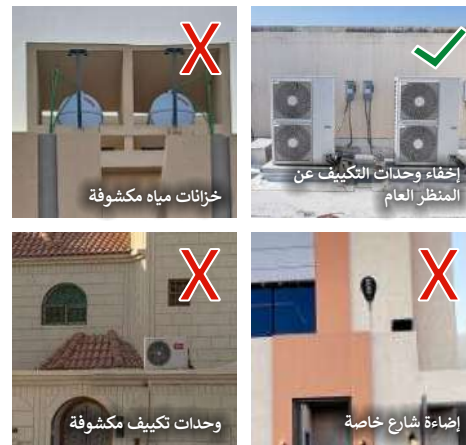 إخفاء وحدات التكييف عن
المنظر العام
خزانات مياه مكشوفة
إضاءة شارع خاصة
وحدات تكييف مكشوفة